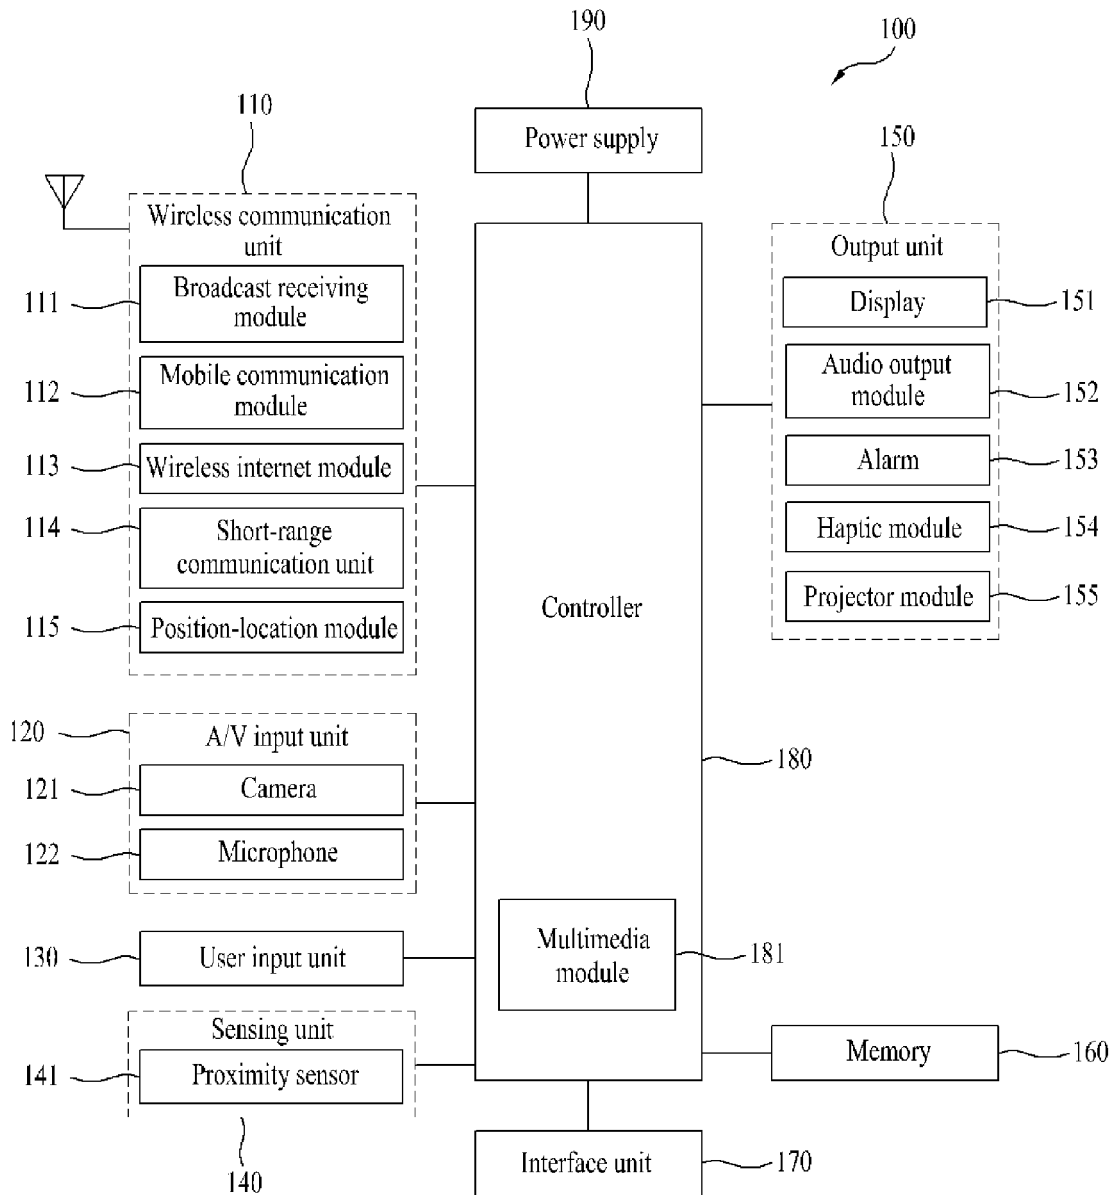 190
100
110
Power supply
150
Wireless communication
unit
Output unit
111
Broadcast receiving
module
Display
151
112
Mobile communication
module
Audio output
module
152
113
Wireless internet module
Alarm
153
114
Short-range
communication unit
Haptic module
154
115
Position-location module
Controller
Projector module
155
120
A/V input unit
180
121
Camera
122
Microphone
130
User input unit
Multimedia
module
181
Sensing unit
141
Proximity sensor
Memory
160
140
Interface unit
170